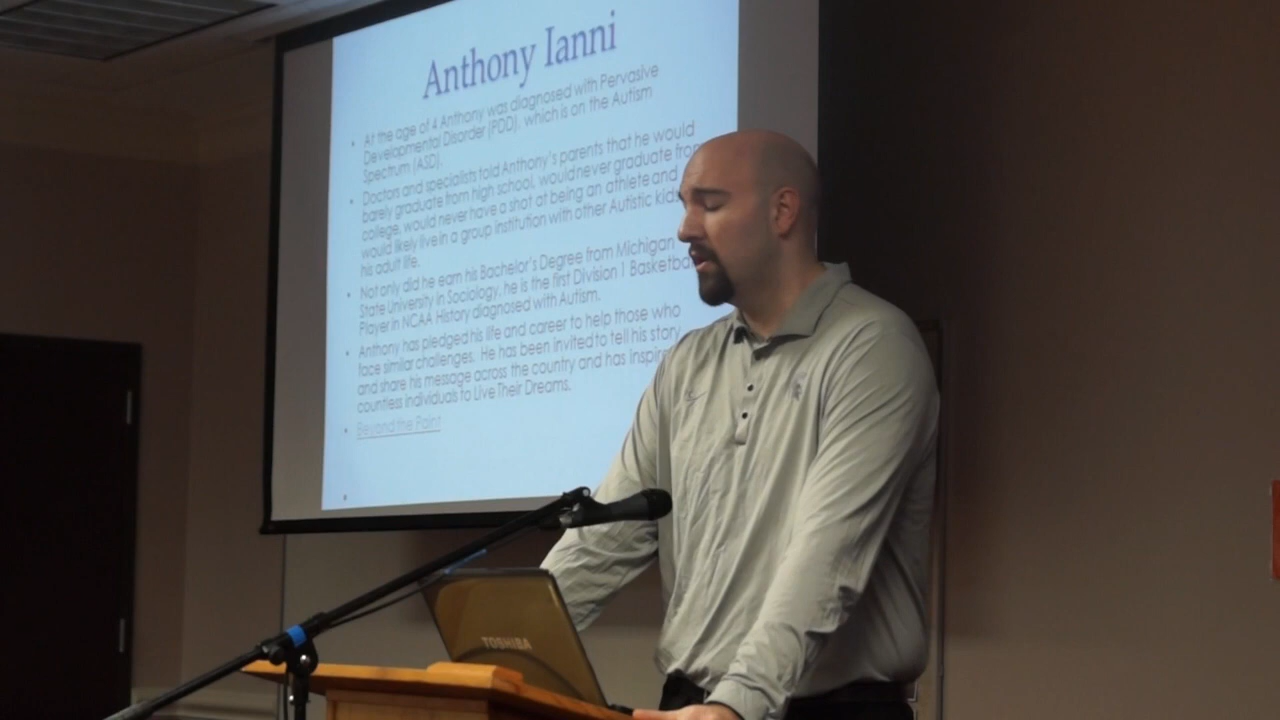 Anthony Ianni
At the age of 4 Anthony was diagnosed with Pervasive
Developmental Disorder (PDD), which is on the Autism
Spectrum (ASD).
Doctors and specialists told Anthony's parents that he would
barely graduate from high school, would never graduate from
college, would never have a shot at being an athlete and
would likely live in a group institution with other Autistic kids
his adult life.
Not only did he earn his Bachelor's Degree from Michigan
State University in Sociology, he is the first Division I Basketba
Player in NCAA History diagnosed with Autism.
Anthony has pledged his life and career to help those who
face similar challenges. He has been invited to tell his story
and share his message across the country and has inspire
countless individuals to Live Their Dreams.
Beyond the Paint
TOSHIBA